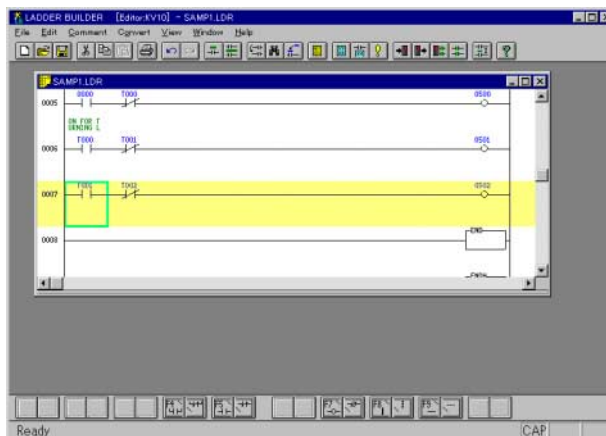 LADDER BUILDER [Editor:KV10] - SAMP1.LDR
File Edit Comment Convert View Window Help
SAMP1.LDR
0005 0000 T000 0500
ON FOR T
0006 T000 T001 0501
0007 T001 T002 0502
0008 END
ENDH
Ready CAP